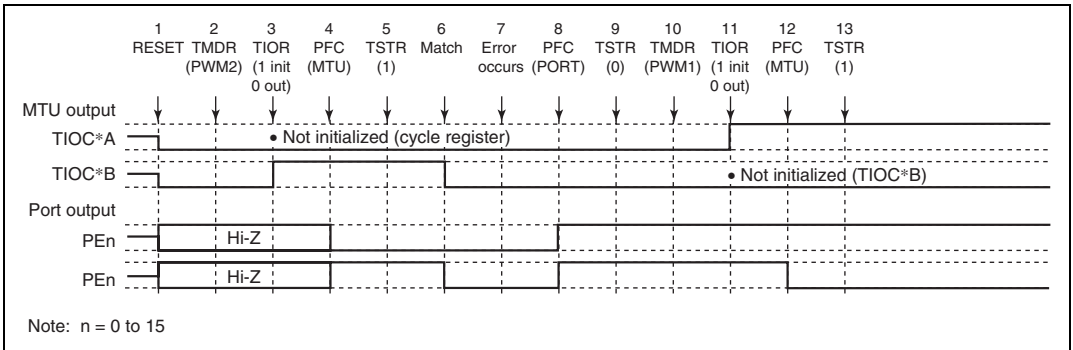 1 2 3 4 5 6 7 8 9 10 11 12 13
RESET TMDR TIOR PFC TSTR Match Error PFC TSTR TMDR TIOR PFC TSTR
(PWM2) (1 init (MTU) (1) occurs (PORT) (0) (PWM1) (1 init (MTU) (1)
0 out) 0 out)
MTU output
TIOC*A • Not initialized (cycle register)
TIOC*B • Not initialized (TIOC*B)
Port output
PEn Hi-Z
PEn Hi-Z
Note: n = 0 to 15